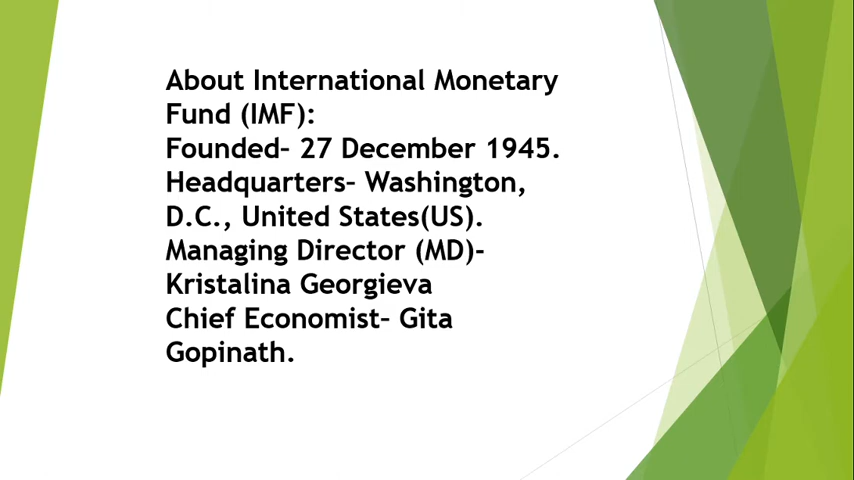 About International Monetary
Fund (IMF):
Founded– 27 December 1945.
Headquarters– Washington,
D.C., United States(US).
Managing Director (MD)-
Kristalina Georgieva
Chief Economist– Gita
Gopinath.